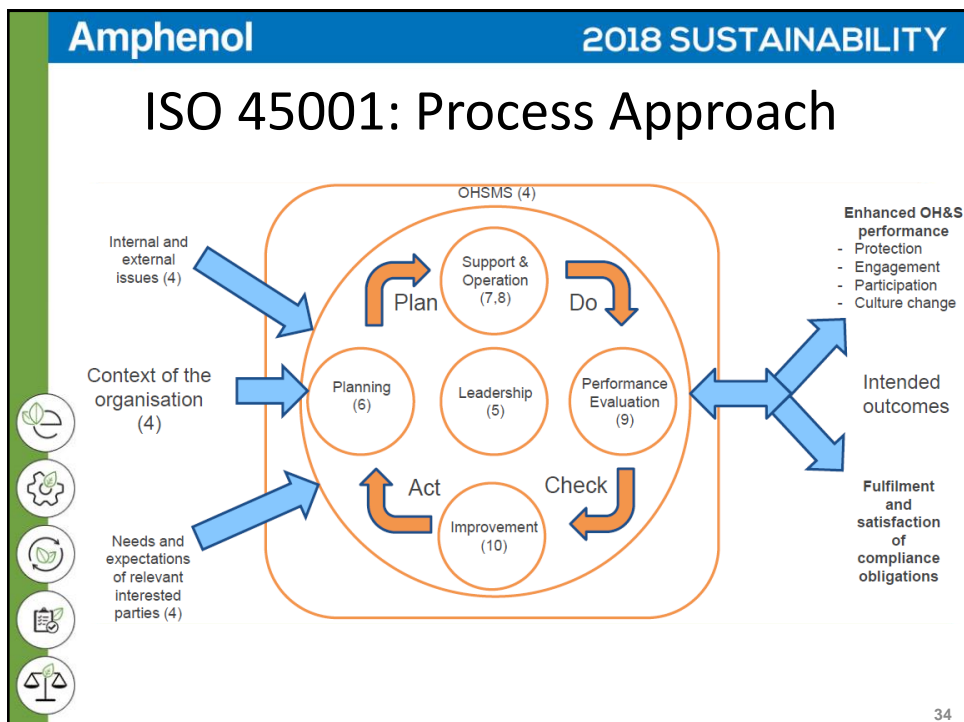 Amphenol
2018 SUSTAINABILITY
ISO 45001: Process Approach
OHSMS (4)
Internal and
external
issues (4)
Context of the
organisation
(4)
Needs and
expectations
of relevant
interested
parties (4)
Plan
Support &
Operation
(7,8)
Do
Planning
(6)
Leadership
(5)
Performance
Evaluation
(9)
Act
Improvement
(10)
Check
Enhanced OH&S
performance
- Protection
- Engagement
- Participation
- Culture change
Intended
outcomes
Fulfilment
and
satisfaction
of
compliance
obligations
34